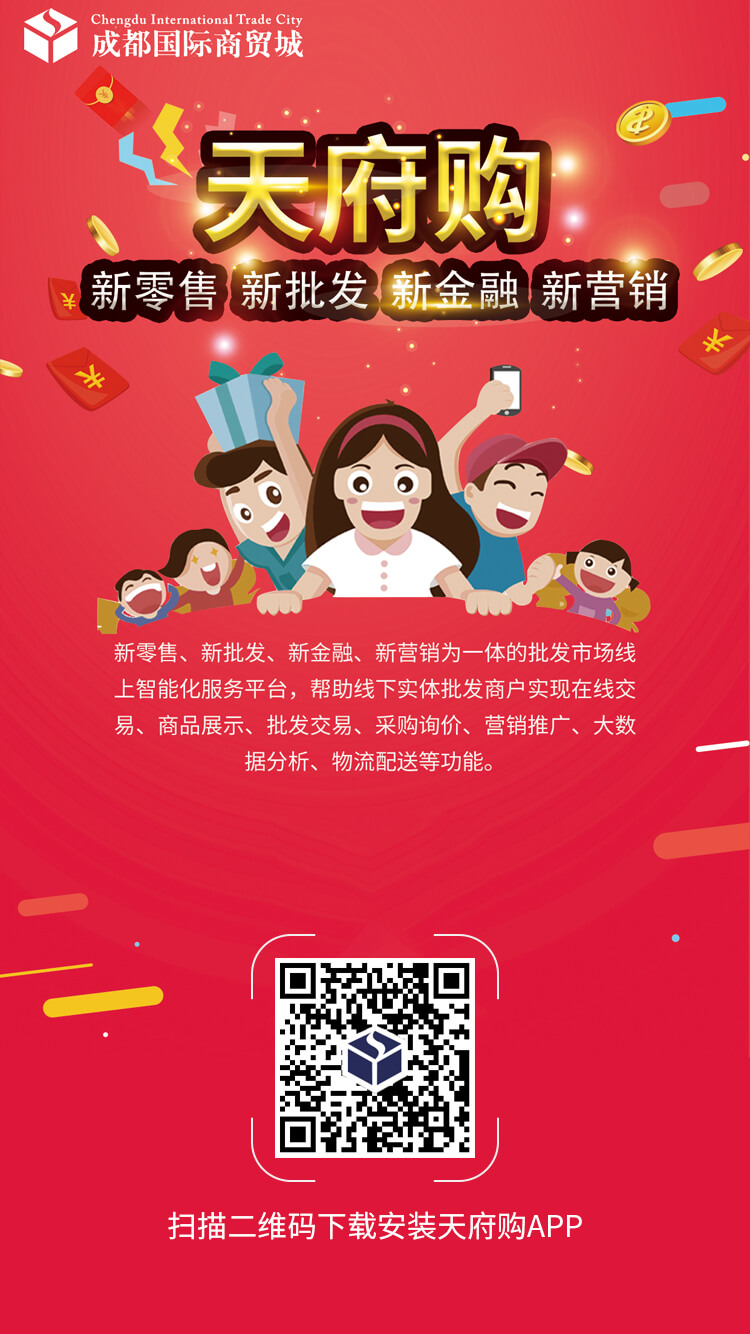 Chengdu International Trade City
成都国际商贸城
天府购
新零售 新批发 新金融 新营销
新零售、新批发、新金融、新营销为一体的批发市场线
上智能化服务平台，帮助线下实体批发商户实现在线交
易、商品展示、批发交易、采购询价、营销推广、大数
据分析、物流配送等功能。
扫描二维码下载安装天府购APP